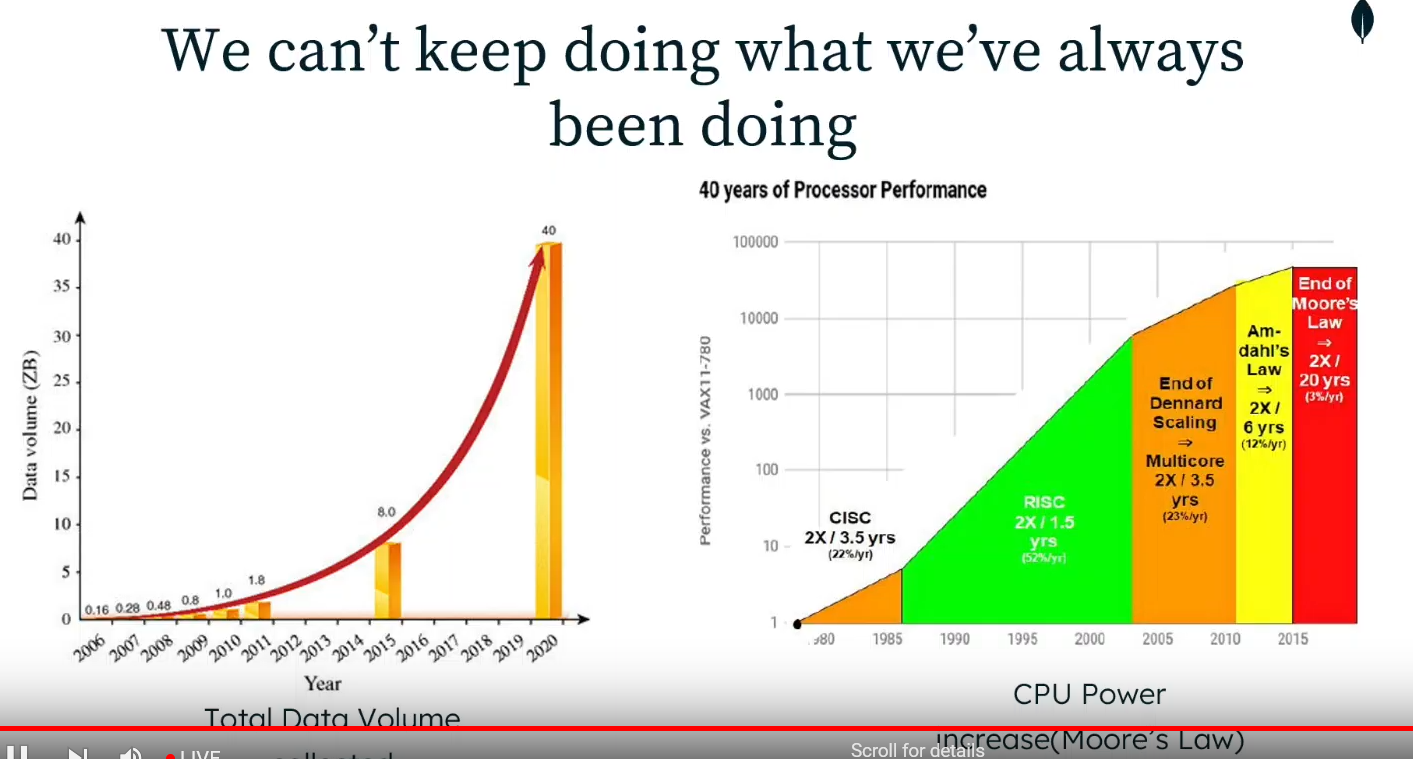 We can’t keep doing what we’ve always
been doing
40
35
30
25
20
15
10
5
0
Data volume (ZB)
0.16 0.28 0.48 0.8 1.0 1.8 8.0 40
2006 2007 2008 2009 2010 2011 2012 2013 2014 2015 2016 2017 2018 2019 2020
Year
Total Data Volume
40 years of Processor Performance
100000
10000
1000
100
10
1
Performance vs. VAX11-780
CISC
2X / 3.5 yrs
(22%/yr)
RISC
2X / 1.5
yrs
(52%/yr)
End of
Dennard
Scaling
⇒
Multicore
2X / 3.5
yrs
(23%/yr)
Am-
dahl’s
Law
⇒
2X /
6 yrs
(12%/yr)
End of
Moore’s
Law
⇒
2X /
20 yrs
(3%/yr)
980 1985 1990 1995 2000 2005 2010 2015
CPU Power
increase(Moore’s Law)
LIVE
Scroll for details